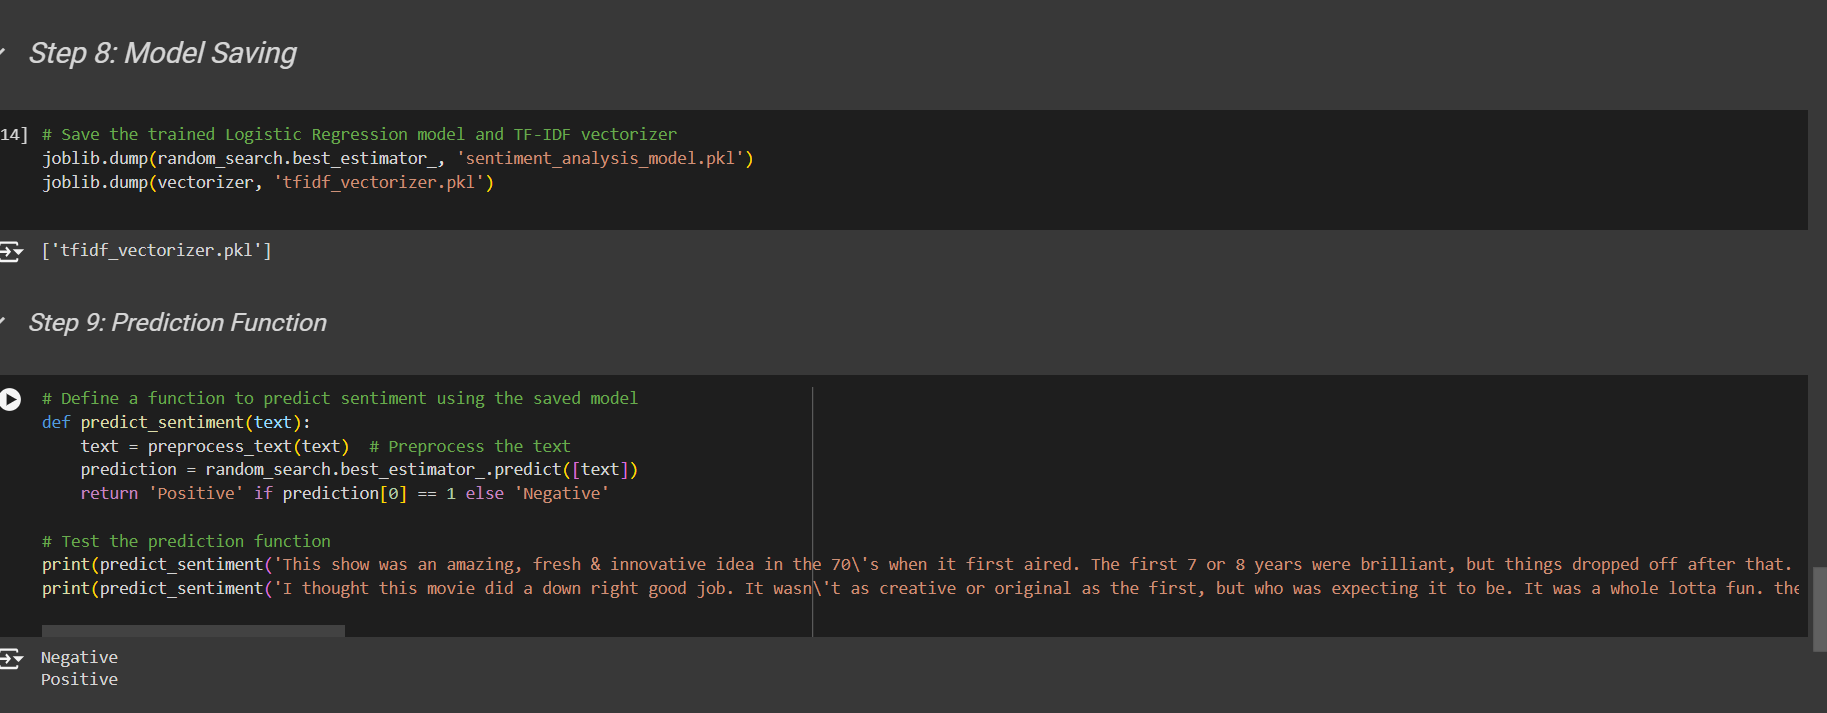 Step 8: Model Saving
14] # Save the trained Logistic Regression model and TF-IDF vectorizer
joblib.dump(random_search.best_estimator_, 'sentiment_analysis_model.pkl')
joblib.dump(vectorizer, 'tfidf_vectorizer.pkl')
['tfidf_vectorizer.pkl']
Step 9: Prediction Function
# Define a function to predict sentiment using the saved model
def predict_sentiment(text):
    text = preprocess_text(text)  # Preprocess the text
    prediction = random_search.best_estimator_.predict([text])
    return 'Positive' if prediction[0] == 1 else 'Negative'
# Test the prediction function
print(predict_sentiment('This show was an amazing, fresh & innovative idea in the 70\'s when it first aired. The first 7 or 8 years were brilliant, but things dropped off after that.
print(predict_sentiment('I thought this movie did a down right good job. It wasn\'t as creative or original as the first, but who was expecting it to be. It was a whole lotta fun. the
Negative
Positive